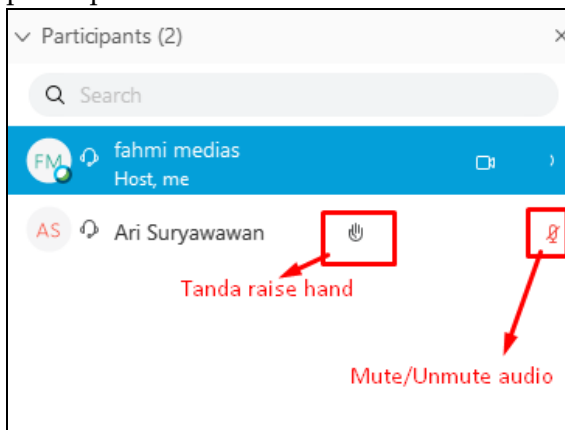 Participants (2)
Search
FM
fahmi medias
Host, me
AS
Ari Suryawawan
Tanda raise hand
Mute/Unmute audio